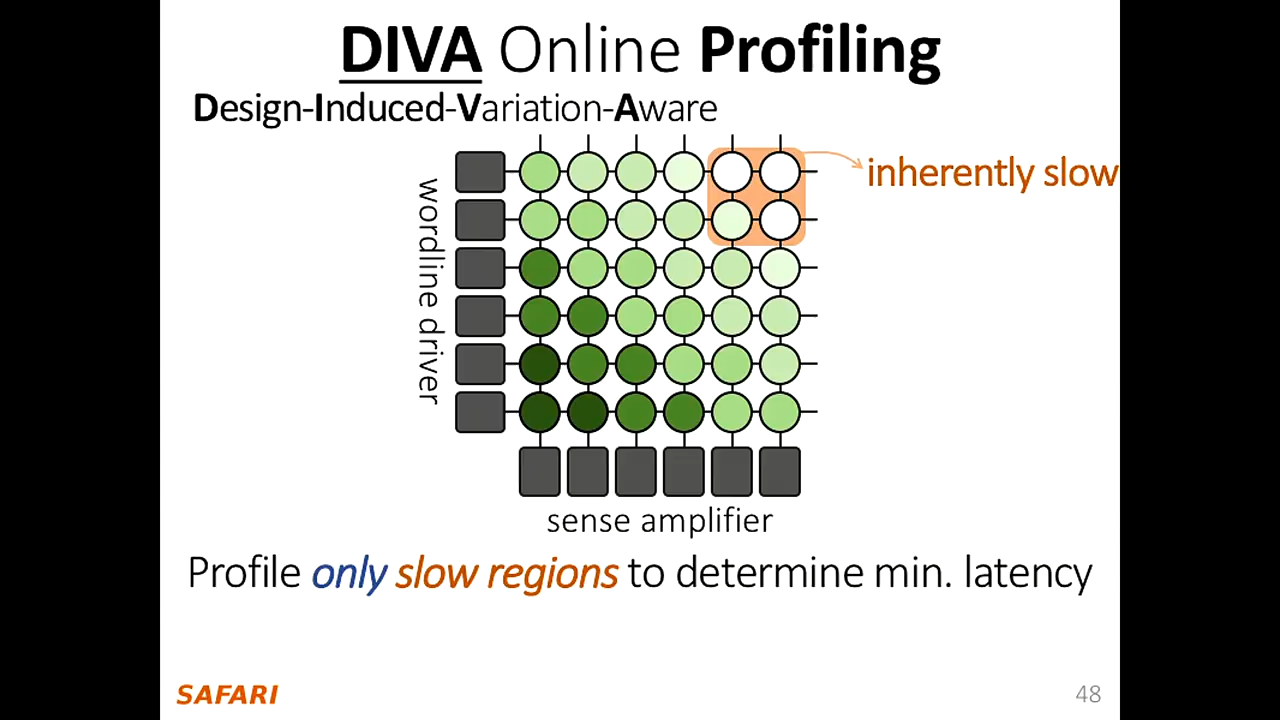 DIVA Online Profiling
Design-Induced-Variation-Aware
inherently slow
wordline driver
sense amplifier
Profile only slow regions to determine min. latency
SAFARI
48